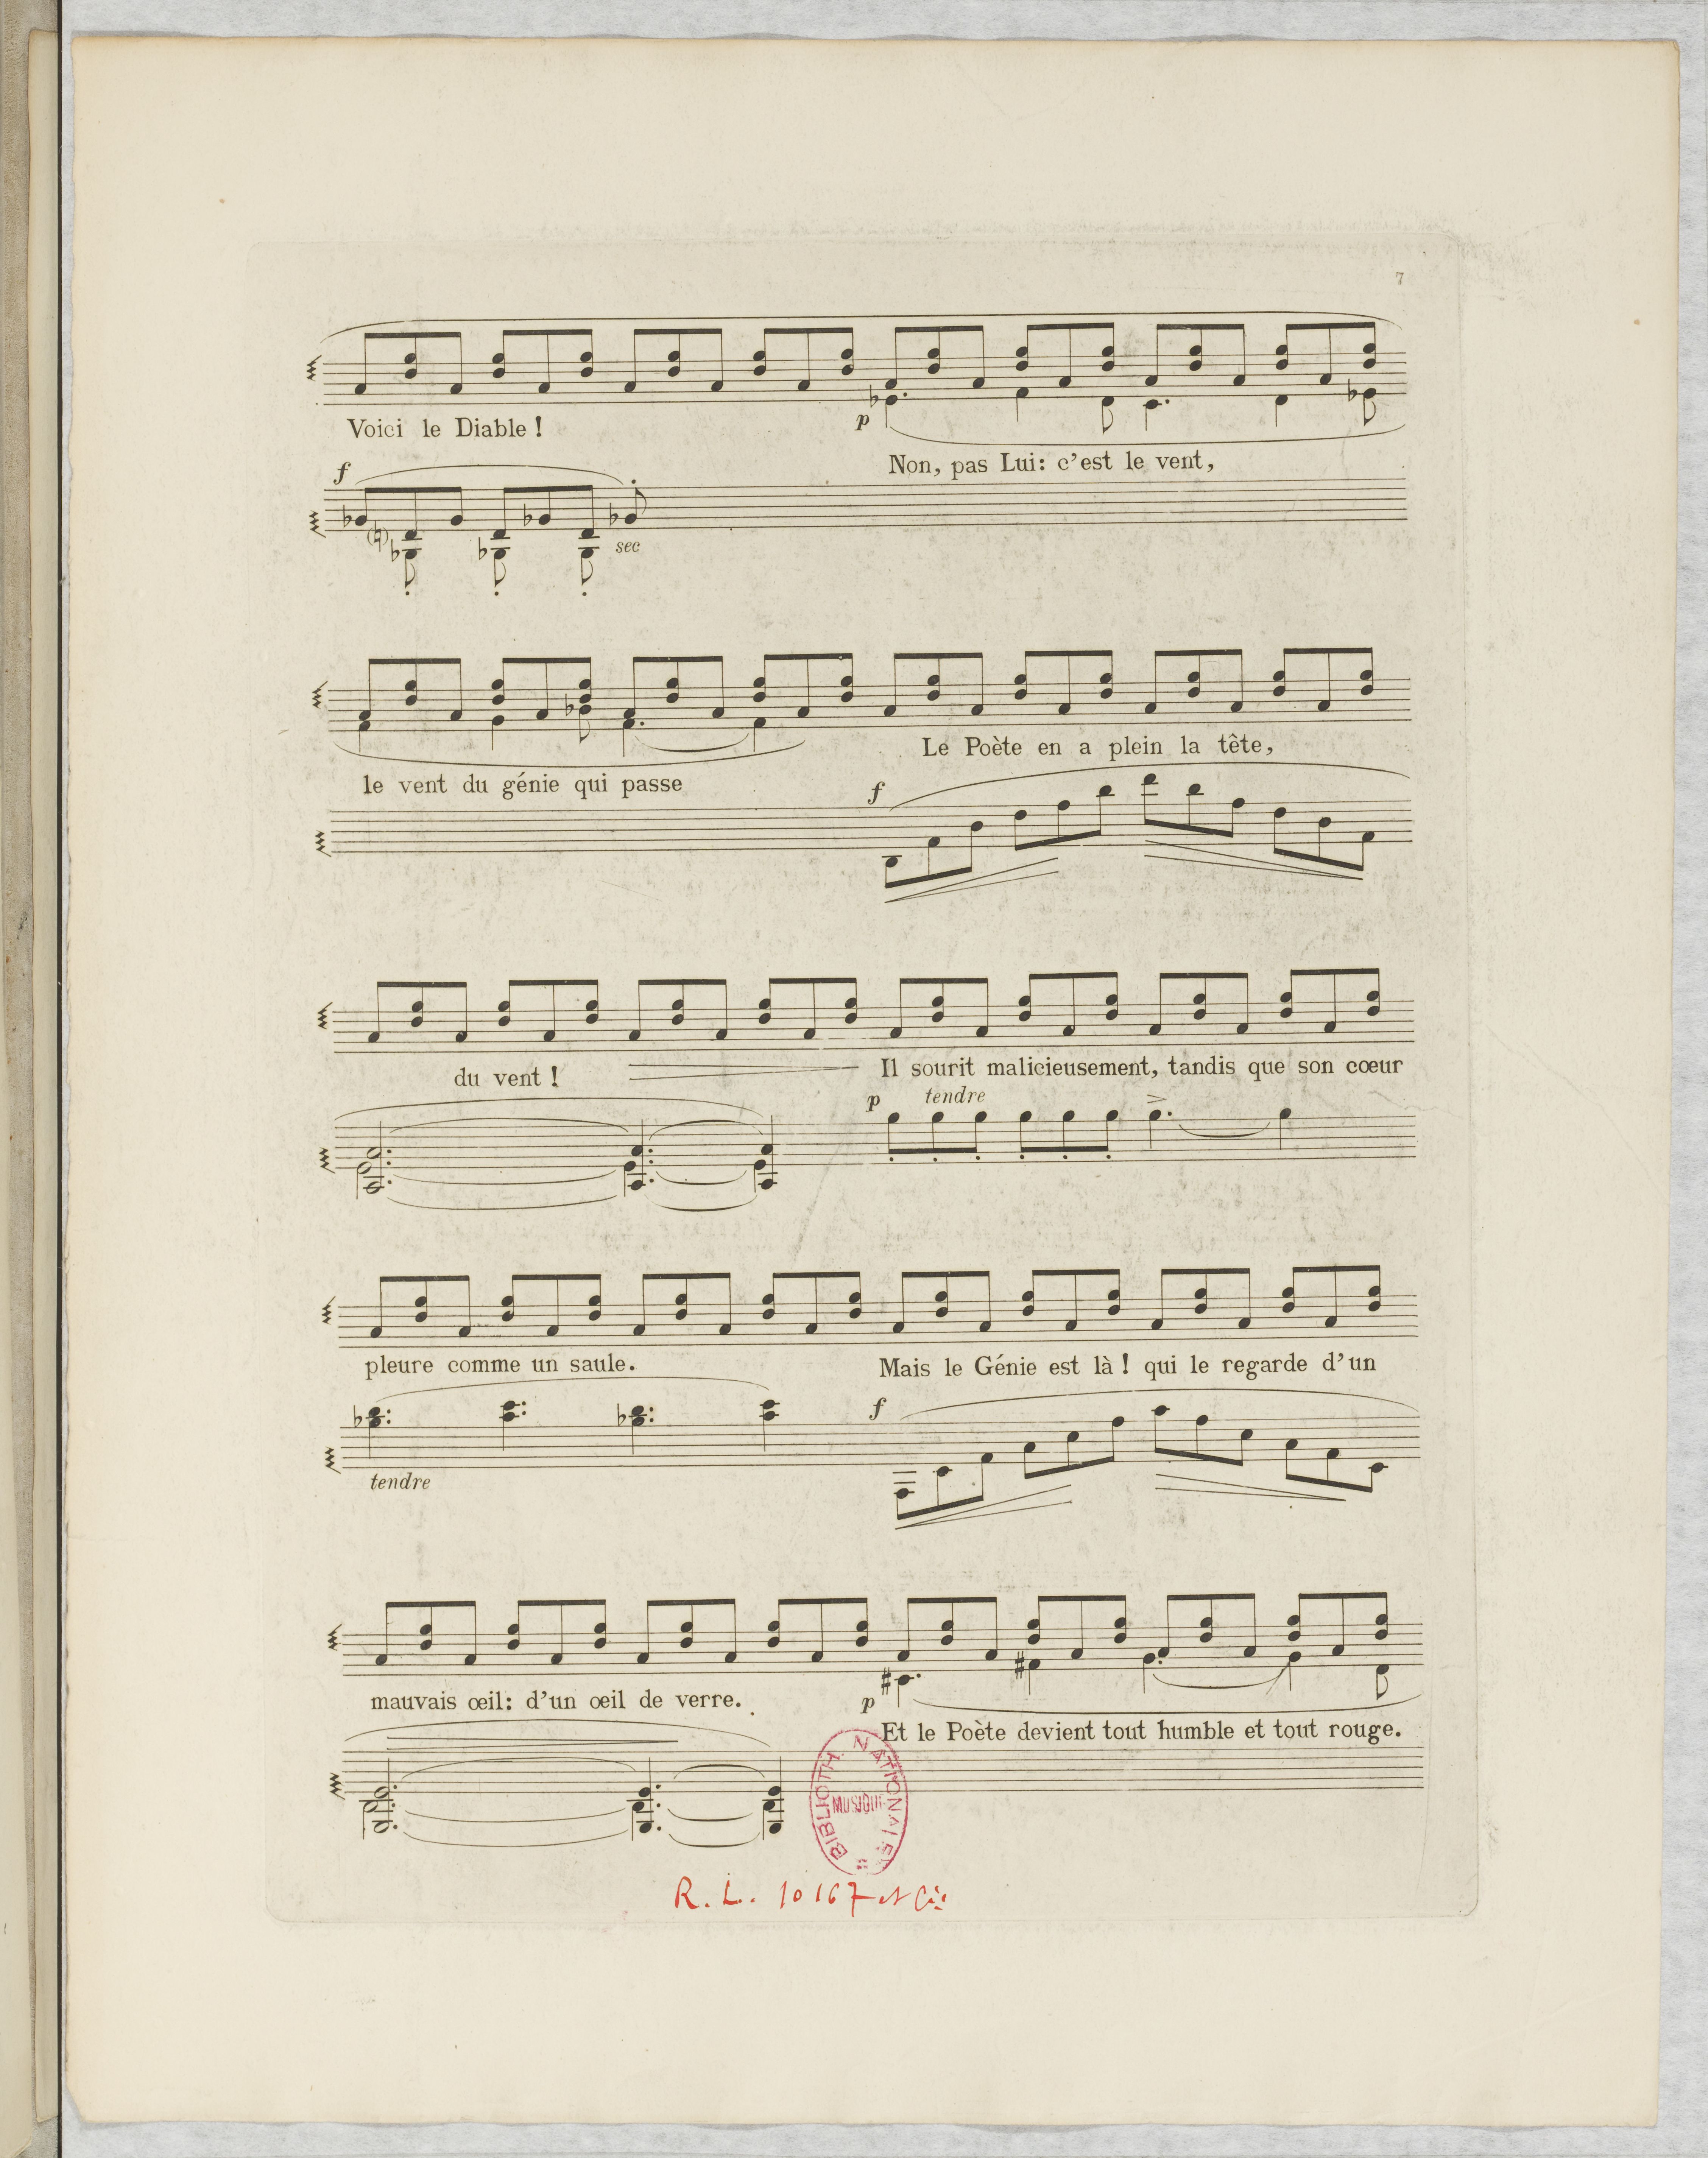 7
Voici le Diable !
p
Non, pas Lui: c'est le vent,
f
sec
Le Poète en a plein la tête,
le vent du génie qui passe
f
du vent !
Il sourit malicieusement, tandis que son cœur
p tendre
pleure comme un saule.
Mais le Génie est là ! qui le regarde d'un
f
tendre
mauvais œil: d'un œil de verre.
p
Et le Poète devient tout humble et tout rouge.
BIBLIOTH. NATIONALE
MUSIQUE
R. L. 10167